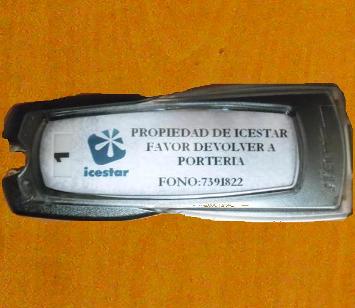 1
icestar
PROPIEDAD DE ICESTAR
FAVOR DEVOLVER A
PORTERIA
FONO:7391822